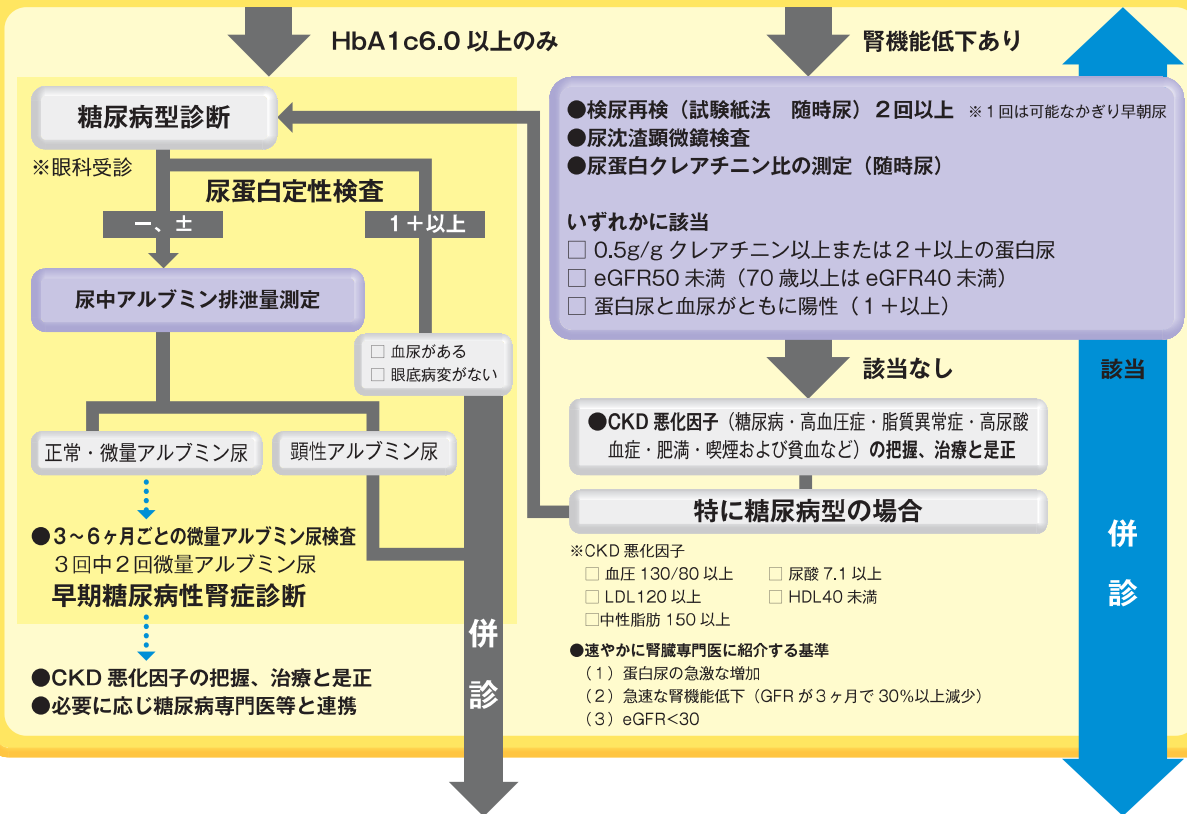 HbA1c6.0 以上のみ
糖尿病型診断
※眼科受診
尿蛋白定性検査
−、±
1＋以上
尿中アルブミン排泄量測定
□ 血尿がある
□ 眼底病変がない
正常・微量アルブミン尿
顕性アルブミン尿
●３～６ヶ月ごとの微量アルブミン尿検査
３回中２回微量アルブミン尿
早期糖尿病性腎症診断
●CKD 悪化因子の把握、治療と是正
●必要に応じ糖尿病専門医等と連携
併診
腎機能低下あり
●検尿再検（試験紙法　随時尿）２回以上 ※１回は可能なかぎり早朝尿
●尿沈渣顕微鏡検査
●尿蛋白クレアチニン比の測定（随時尿）
いずれかに該当
□ 0.5g/g クレアチニン以上または２＋以上の蛋白尿
□ eGFR50 未満（70 歳以上は eGFR40 未満）
□ 蛋白尿と血尿がともに陽性（１＋以上）
該当なし
該当
●CKD 悪化因子（糖尿病・高血圧症・脂質異常症・高尿酸
血症・肥満・喫煙および貧血など）の把握、治療と是正
特に糖尿病型の場合
※CKD 悪化因子
□ 血圧 130/80 以上 □ 尿酸 7.1 以上
□ LDL120 以上 □ HDL40 未満
□中性脂肪 150 以上
●速やかに腎臓専門医に紹介する基準
（１）蛋白尿の急激な増加
（２）急速な腎機能低下（GFR が３ヶ月で 30%以上減少）
（３）eGFR<30
併診